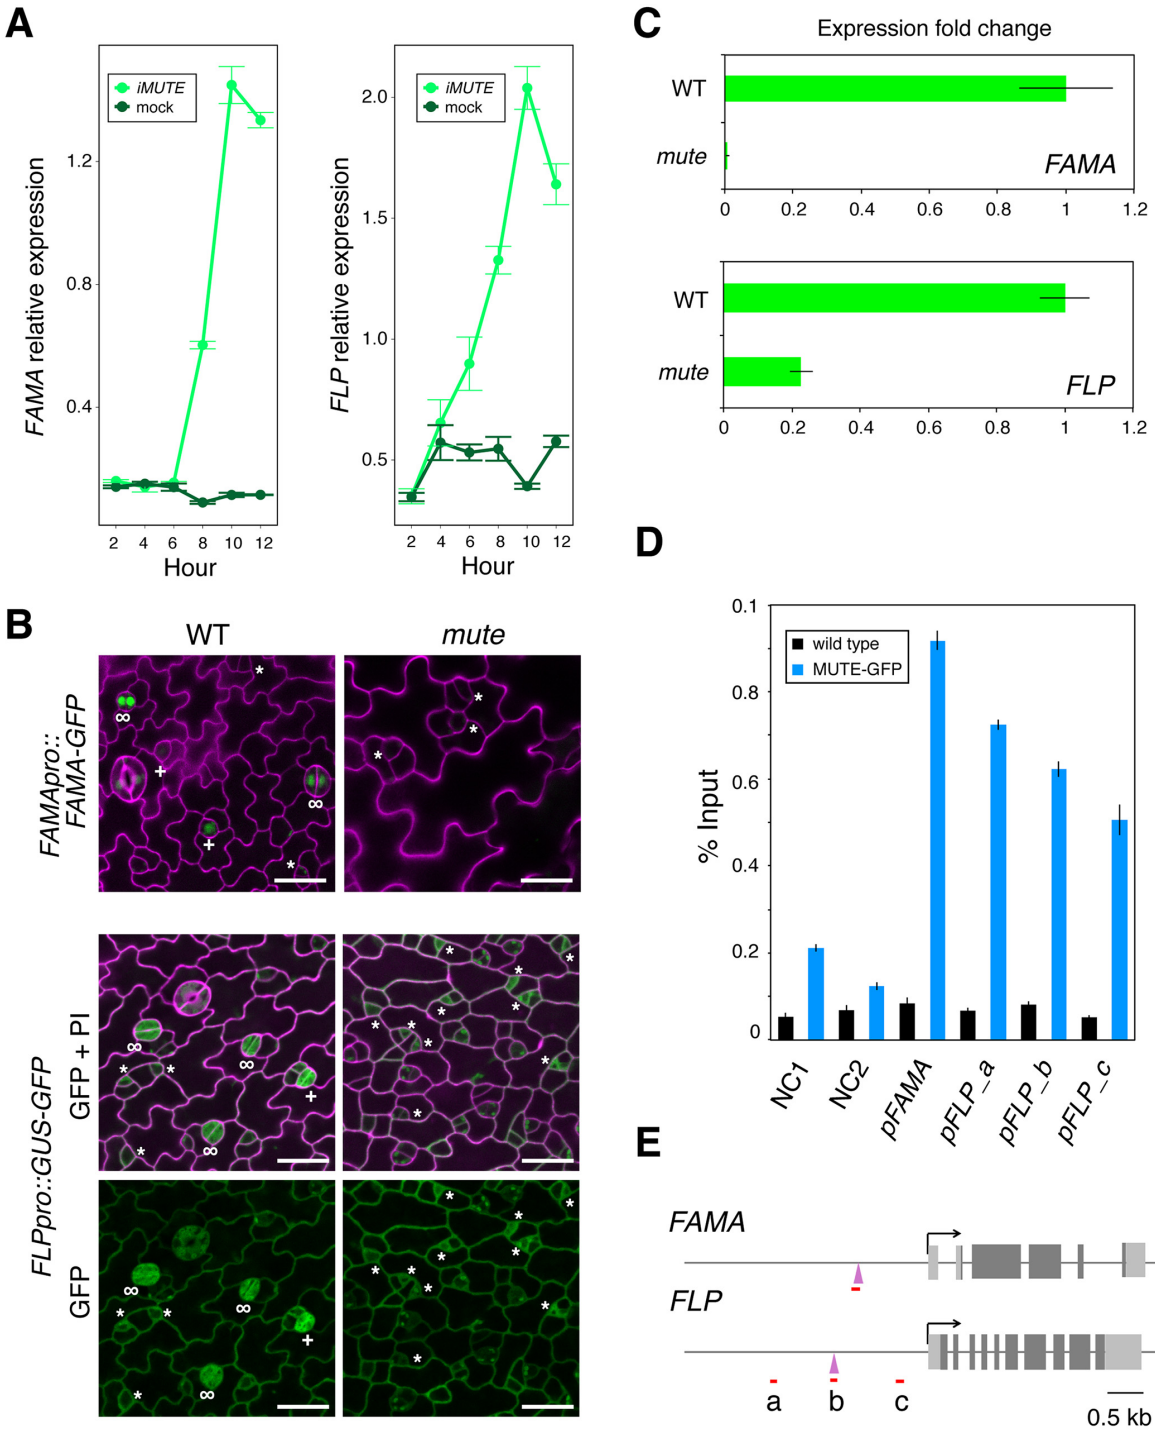 A
iMUTE
mock
FAMA relative expression
1.2
0.8
0.4
2 4 6 8 10 12
Hour
iMUTE
mock
FLP relative expression
2.0
1.5
1.0
0.5
2 4 6 8 10 12
Hour
B
WT mute
FAMApro::
FAMA-GFP
* ∞ + ∞ + *
* * *
FLPpro::GUS-GFP
GFP + PI
∞ ∞ * * + ∞ *
* * * * * * * * * *
GFP
∞ ∞ * * + ∞ *
* * * * * * * * * *
C
Expression fold change
WT
mute
FAMA
0 0.2 0.4 0.6 0.8 1 1.2
WT
mute
FLP
0 0.2 0.4 0.6 0.8 1 1.2
D
% Input
0.1
0.8
0.6
0.4
0.2
0
wild type
MUTE-GFP
NC1 NC2 pFAMA pFLP_a pFLP_b pFLP_c
E
FAMA
FLP
a b c
0.5 kb